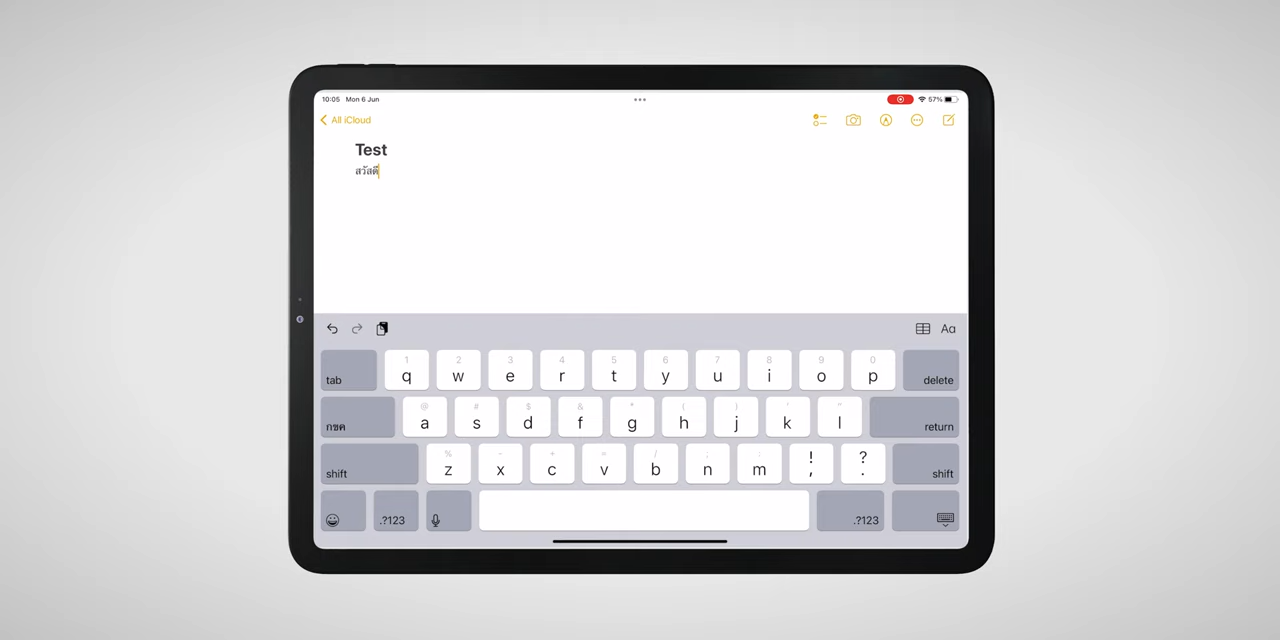 10:05 Mon 6 Jun
57%
All iCloud
Test
สวัสดี
Aa
tab 1 q 2 w 3 e 4 r 5 t 6 y 7 u 8 i 9 o 0 p delete
กขค @ a # s $ d & f * g ( h ) j ' k " l return
shift % z - x + c = v / b ; n : m ! , ? . shift
.?123 .?123